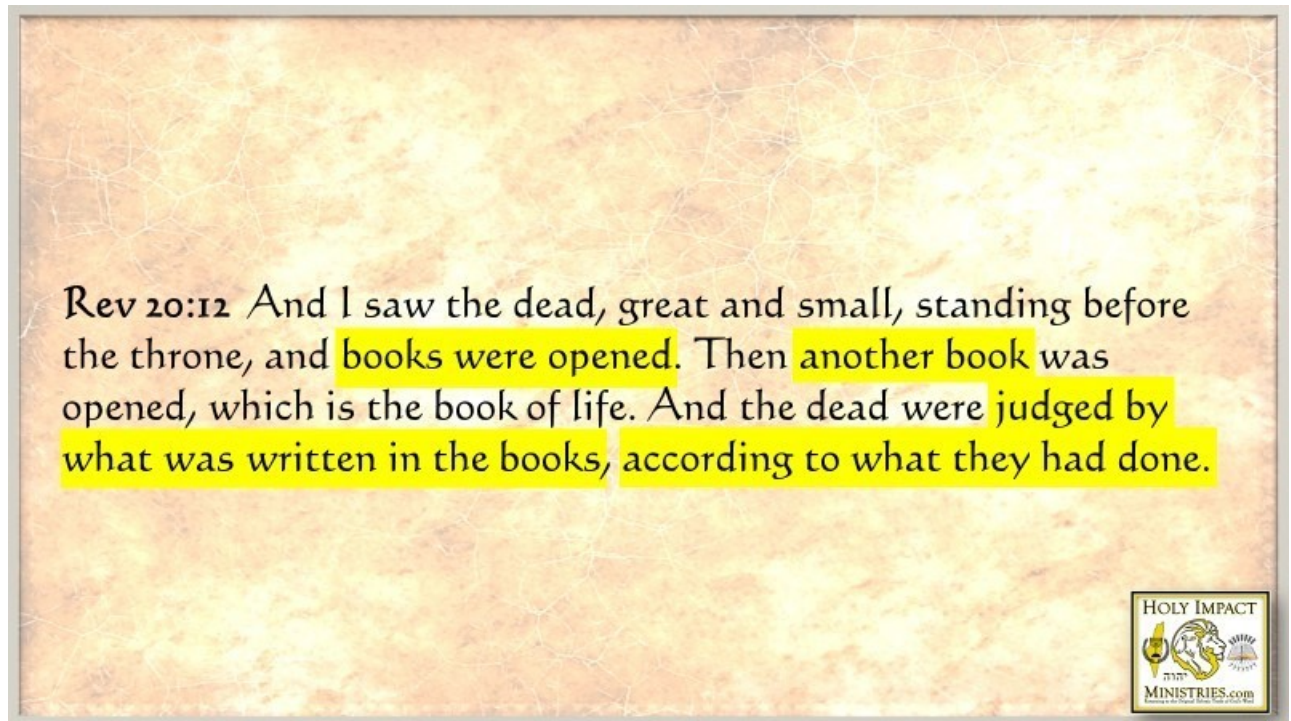 Rev 20:12 And I saw the dead, great and small, standing before
the throne, and books were opened. Then another book was
opened, which is the book of life. And the dead were judged by
what was written in the books, according to what they had done.
HOLY IMPACT
יהוה
MINISTRIES.com